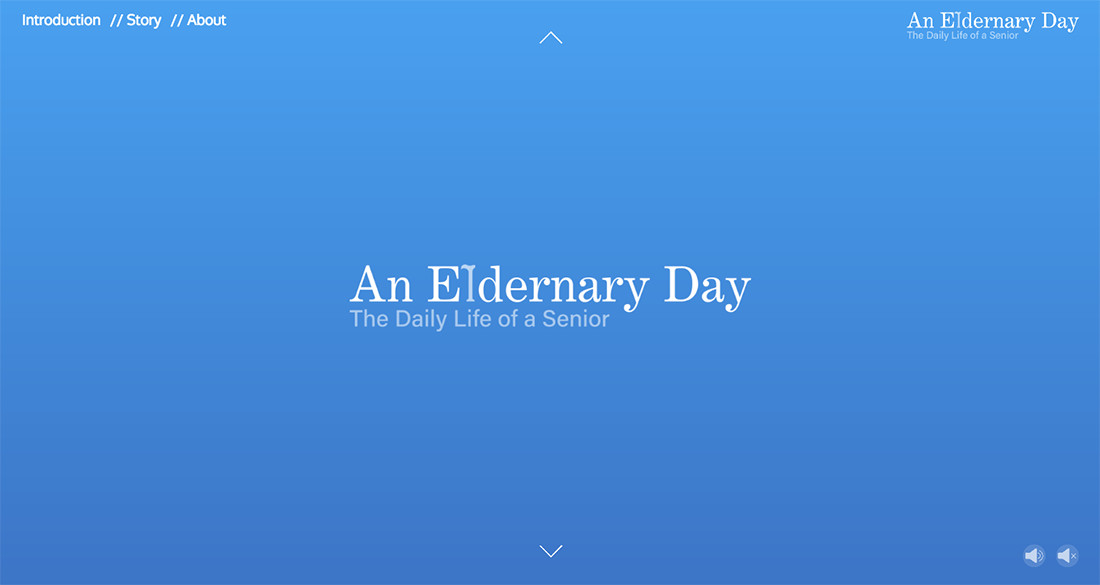 Introduction // Story // About
An Eldernary Day
The Daily Life of a Senior
An Eldernary Day
The Daily Life of a Senior